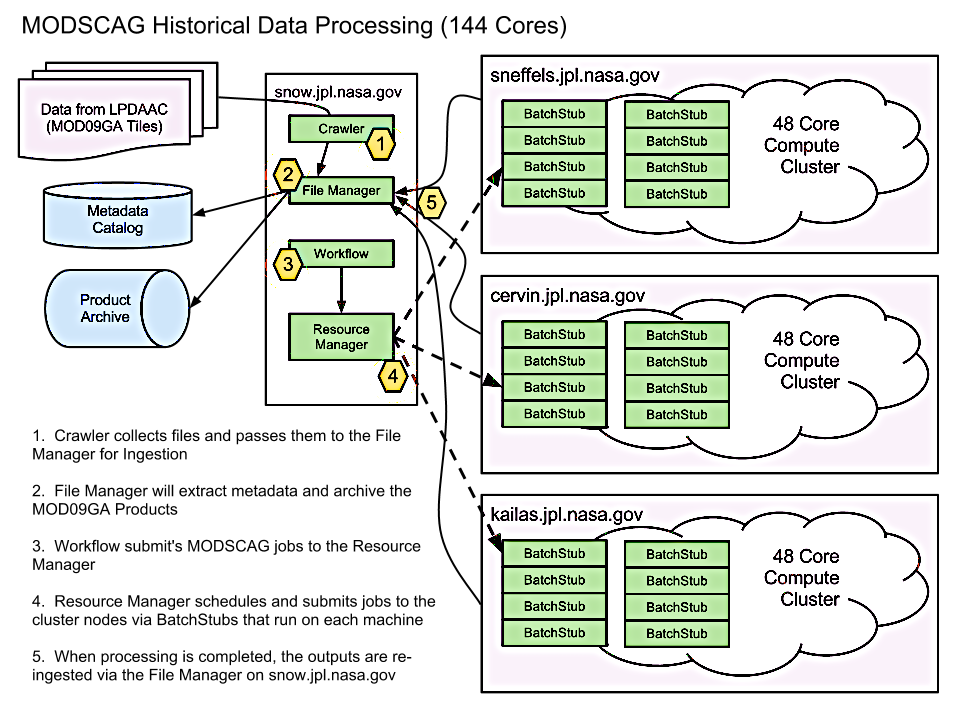 MODSCAG Historical Data Processing (144 Cores)
Data from LPDAAC
(MOD09GA Tiles)
Metadata
Catalog
Product
Archive
snow.jpl.nasa.gov
Crawler
1
2
File Manager
5
Workflow
3
Resource
Manager
4
sneffels.jpl.nasa.gov
BatchStub
BatchStub
BatchStub
BatchStub
BatchStub
BatchStub
BatchStub
BatchStub
48 Core
Compute
Cluster
cervin.jpl.nasa.gov
BatchStub
BatchStub
BatchStub
BatchStub
BatchStub
BatchStub
BatchStub
BatchStub
48 Core
Compute
Cluster
kailas.jpl.nasa.gov
BatchStub
BatchStub
BatchStub
BatchStub
BatchStub
BatchStub
BatchStub
BatchStub
48 Core
Compute
Cluster
1. Crawler collects files and passes them to the File
Manager for Ingestion
2. File Manager will extract metadata and archive the
MOD09GA Products
3. Workflow submit's MODSCAG jobs to the Resource
Manager
4. Resource Manager schedules and submits jobs to the
cluster nodes via BatchStubs that run on each machine
5. When processing is completed, the outputs are re-
ingested via the File Manager on snow.jpl.nasa.gov